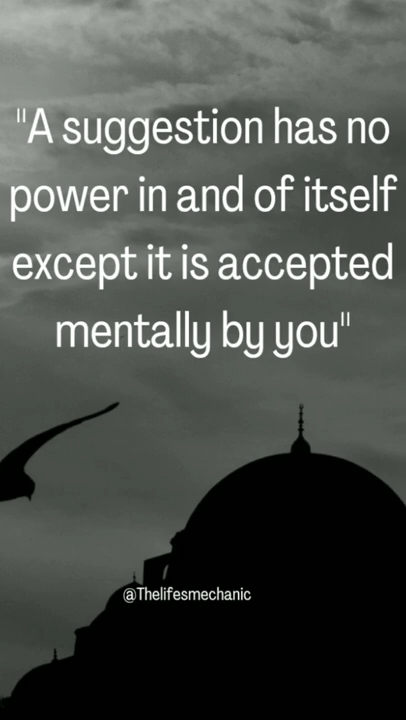 "A suggestion has no
power in and of itself
except it is accepted
mentally by you"
@Thelifesmechanic